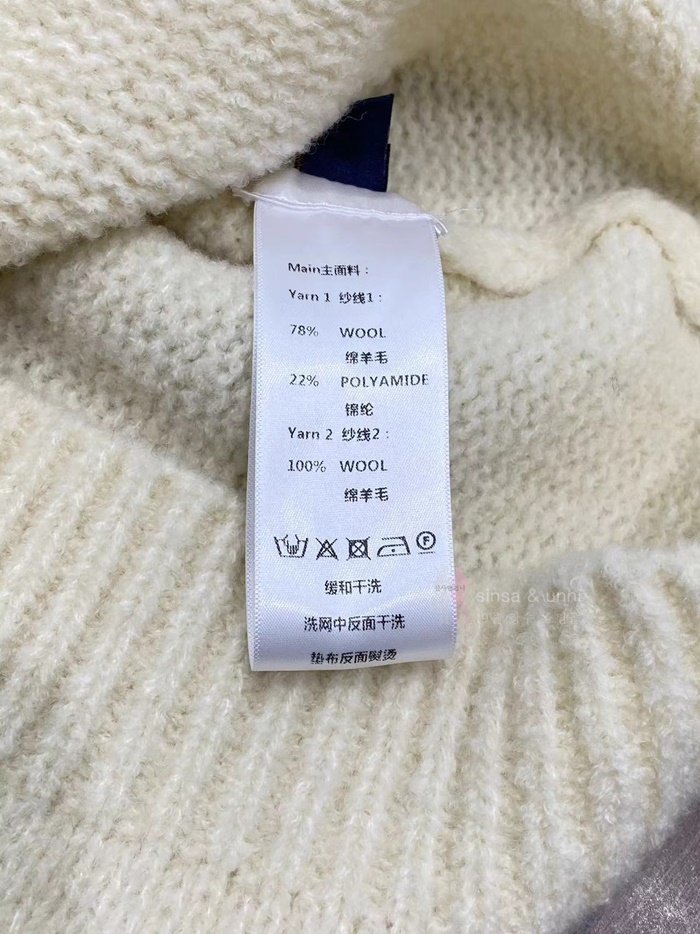 Main主面料：
Yarn 1 纱线1：
78% WOOL
绵羊毛
22% POLYAMIDE
锦纶
Yarn 2 纱线2：
100% WOOL
绵羊毛
F
缓和干洗
洗网中反面干洗
垫布反面熨烫
sinsa & unni